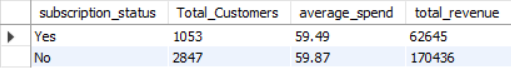 subscription_status Total_Customers average_spend total_revenue
Yes 1053 59.49 62645
No 2847 59.87 170436